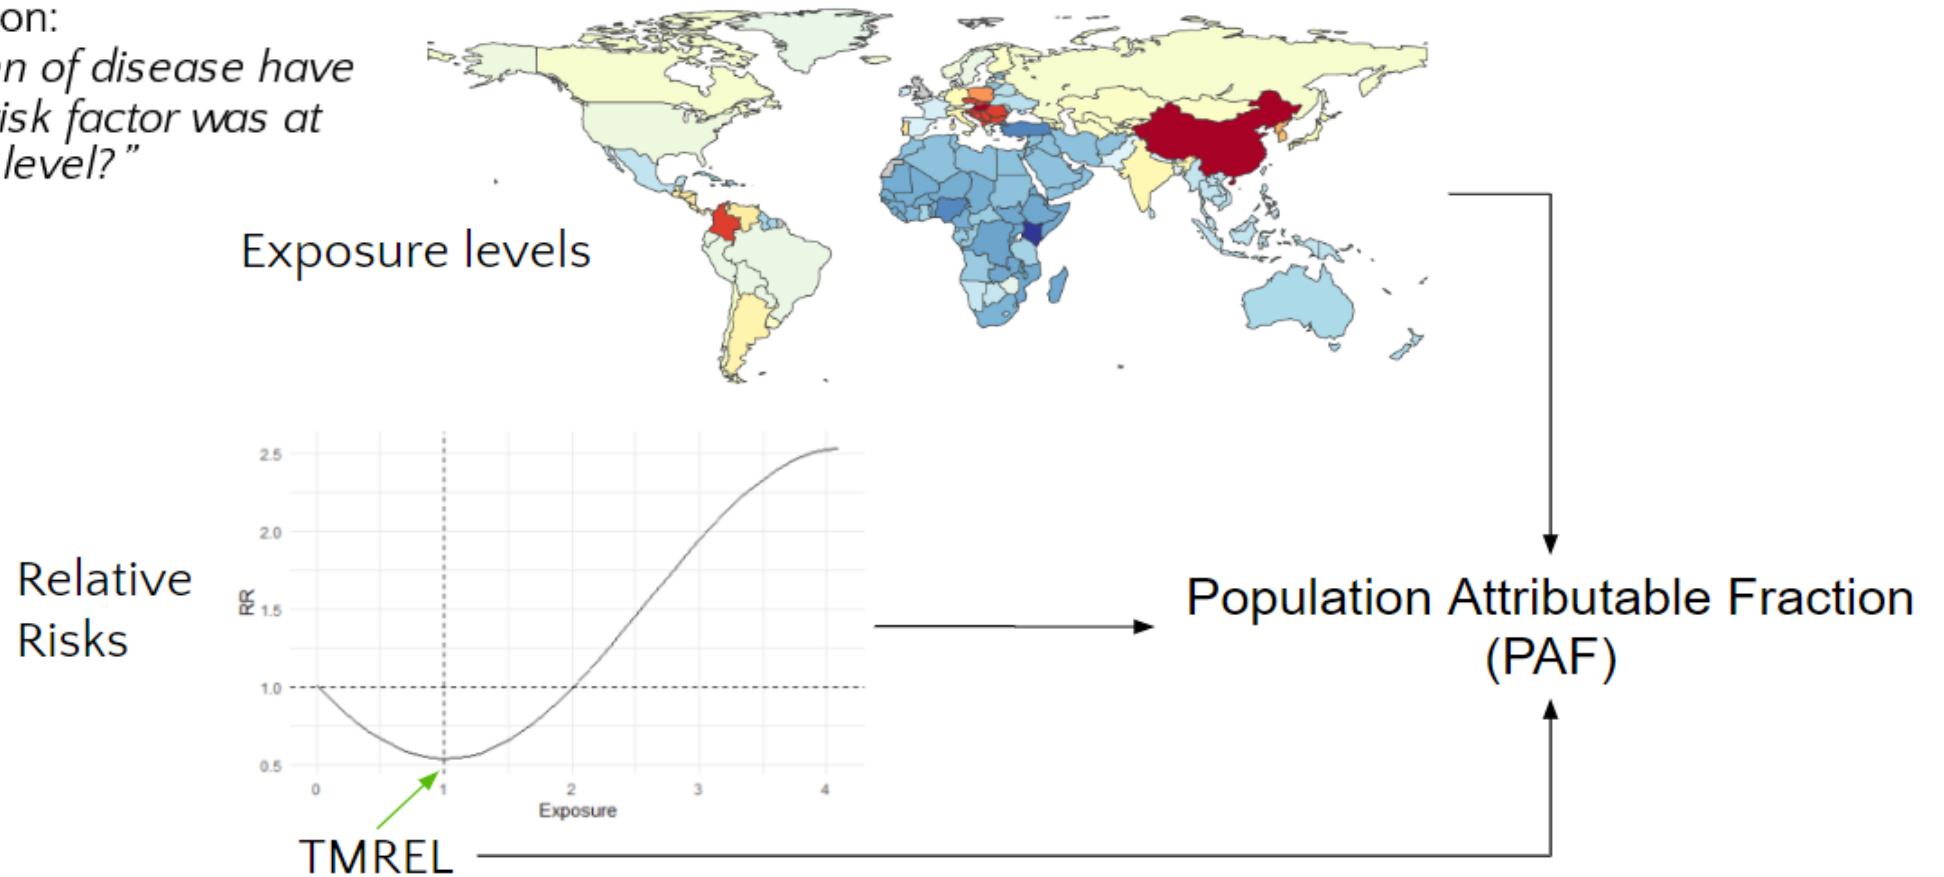 on:
n of disease have
isk factor was at
level?”
Exposure levels
Relative
Risks
RR
2.5
2.0
1.5
1.0
0.5
0 1 2 3 4
Exposure
TMREL
Population Attributable Fraction
(PAF)